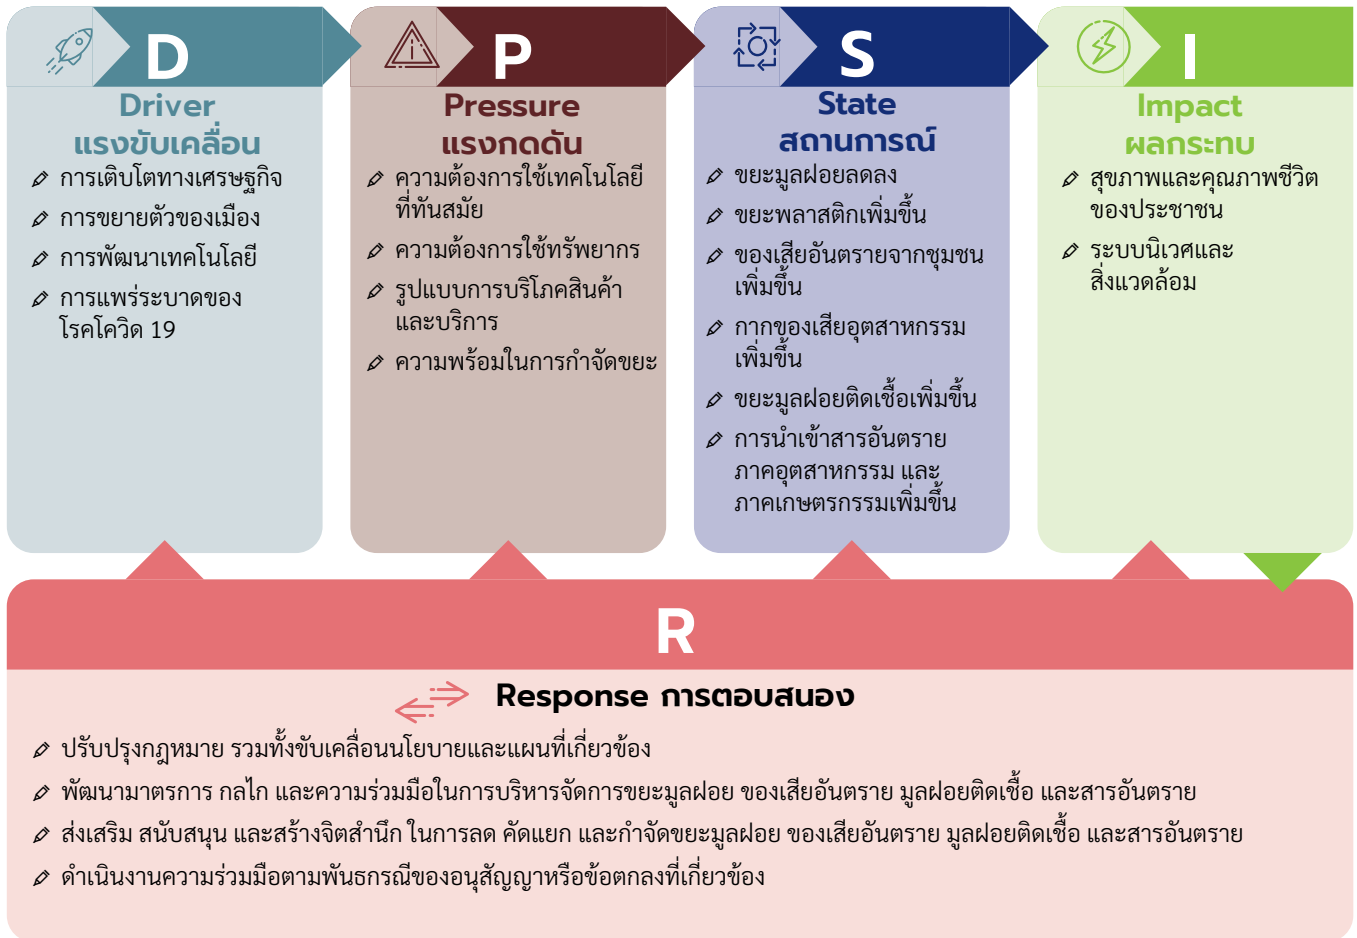 D
Driver
แรงขับเคลื่อน
การเติบโตทางเศรษฐกิจ
การขยายตัวของเมือง
การพัฒนาเทคโนโลยี
การแพร่ระบาดของ
โรคโควิด 19
P
Pressure
แรงกดดัน
ความต้องการใช้เทคโนโลยี
ที่ทันสมัย
ความต้องการใช้ทรัพยากร
รูปแบบการบริโภคสินค้า
และบริการ
ความพร้อมในการกำจัดขยะ
S
State
สถานการณ์
ขยะมูลฝอยลดลง
ขยะพลาสติกเพิ่มขึ้น
ของเสียอันตรายจากชุมชน
เพิ่มขึ้น
กากของเสียอุตสาหกรรม
เพิ่มขึ้น
ขยะมูลฝอยติดเชื้อเพิ่มขึ้น
การนำเข้าสารอันตราย
ภาคอุตสาหกรรม และ
ภาคเกษตรกรรมเพิ่มขึ้น
I
Impact
ผลกระทบ
สุขภาพและคุณภาพชีวิต
ของประชาชน
ระบบนิเวศและ
สิ่งแวดล้อม
R
Response การตอบสนอง
ปรับปรุงกฎหมาย รวมทั้งขับเคลื่อนนโยบายและแผนที่เกี่ยวข้อง
พัฒนามาตรการ กลไก และความร่วมมือในการบริหารจัดการขยะมูลฝอย ของเสียอันตราย มูลฝอยติดเชื้อ และสารอันตราย
ส่งเสริม สนับสนุน และสร้างจิตสำนึก ในการลด คัดแยก และกำจัดขยะมูลฝอย ของเสียอันตราย มูลฝอยติดเชื้อ และสารอันตราย
ดำเนินงานความร่วมมือตามพันธกรณีของอนุสัญญาหรือข้อตกลงที่เกี่ยวข้อง